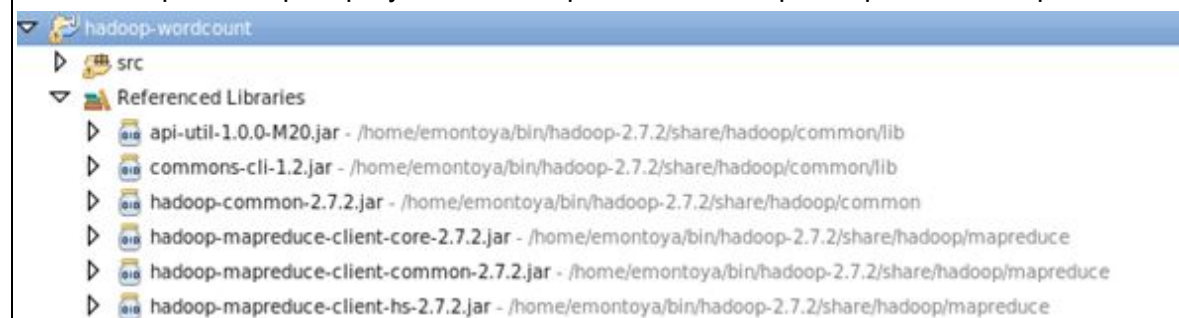 hadoop-wordcount
src
Referenced Libraries
api-util-1.0.0-M20.jar - /home/emontoya/bin/hadoop-2.7.2/share/hadoop/common/lib
commons-cli-1.2.jar - /home/emontoya/bin/hadoop-2.7.2/share/hadoop/common/lib
hadoop-common-2.7.2.jar - /home/emontoya/bin/hadoop-2.7.2/share/hadoop/common
hadoop-mapreduce-client-core-2.7.2.jar - /home/emontoya/bin/hadoop-2.7.2/share/hadoop/mapreduce
hadoop-mapreduce-client-common-2.7.2.jar - /home/emontoya/bin/hadoop-2.7.2/share/hadoop/mapreduce
hadoop-mapreduce-client-hs-2.7.2.jar - /home/emontoya/bin/hadoop-2.7.2/share/hadoop/mapreduce